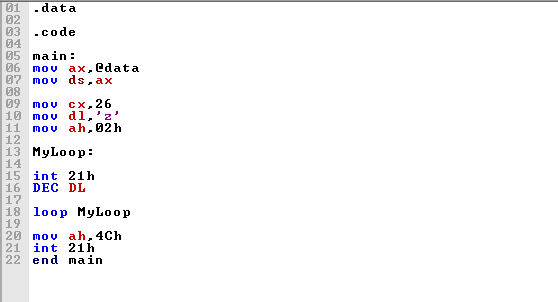 01 .data
02
03 .code
04
05 main:
06 mov ax,@data
07 mov ds,ax
08
09 mov cx,26
10 mov dl,'z'
11 mov ah,02h
12
13 MyLoop:
14
15 int 21h
16 DEC DL
17
18 loop MyLoop
19
20 mov ah,4Ch
21 int 21h
22 end main